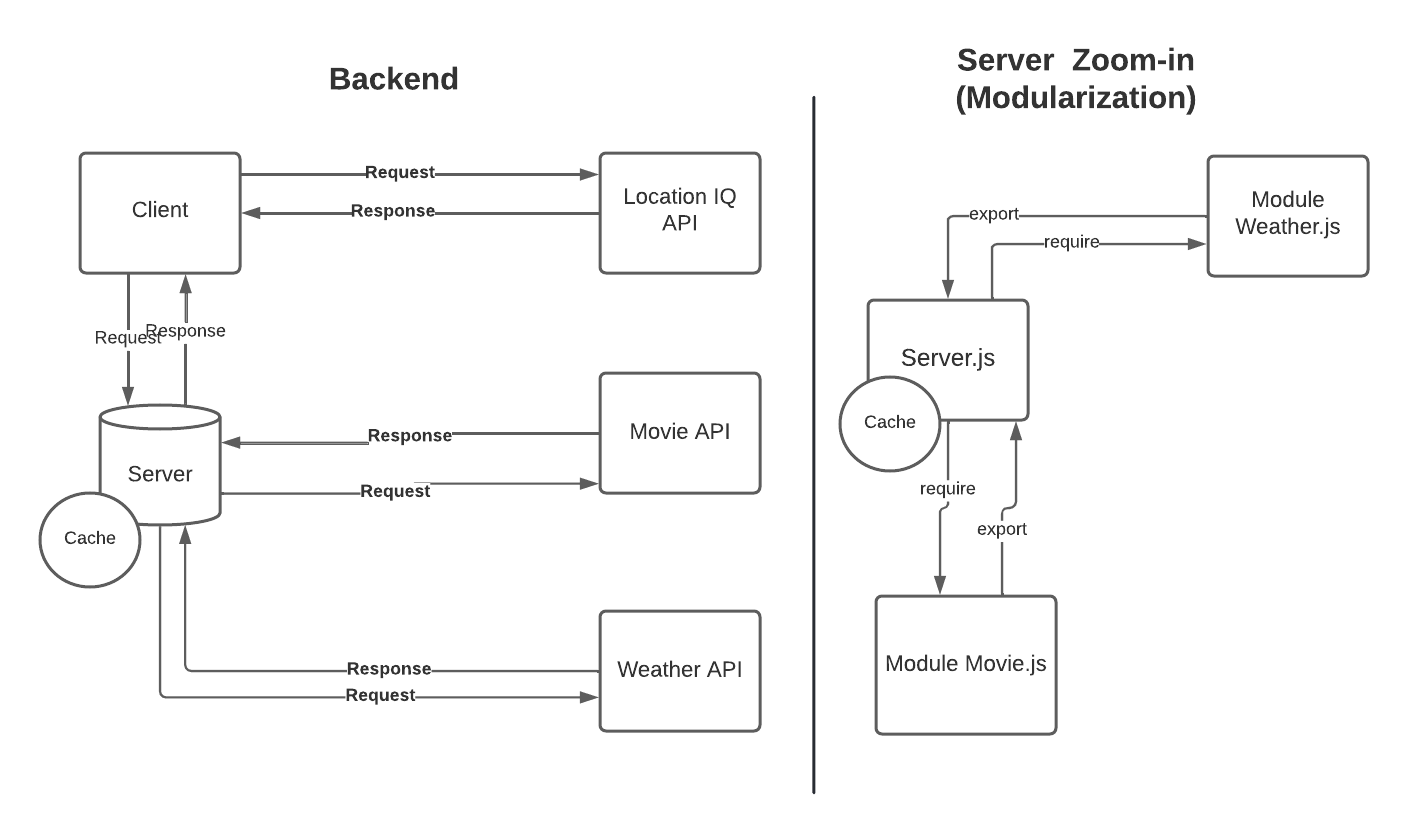 Backend
Client
Request
Response
Location IQ
API
Request
Response
Server
Cache
Response
Request
Movie API
Response
Request
Weather API
Server Zoom-in
(Modularization)
export
require
Module
Weather.js
Server.js
Cache
require
export
Module Movie.js